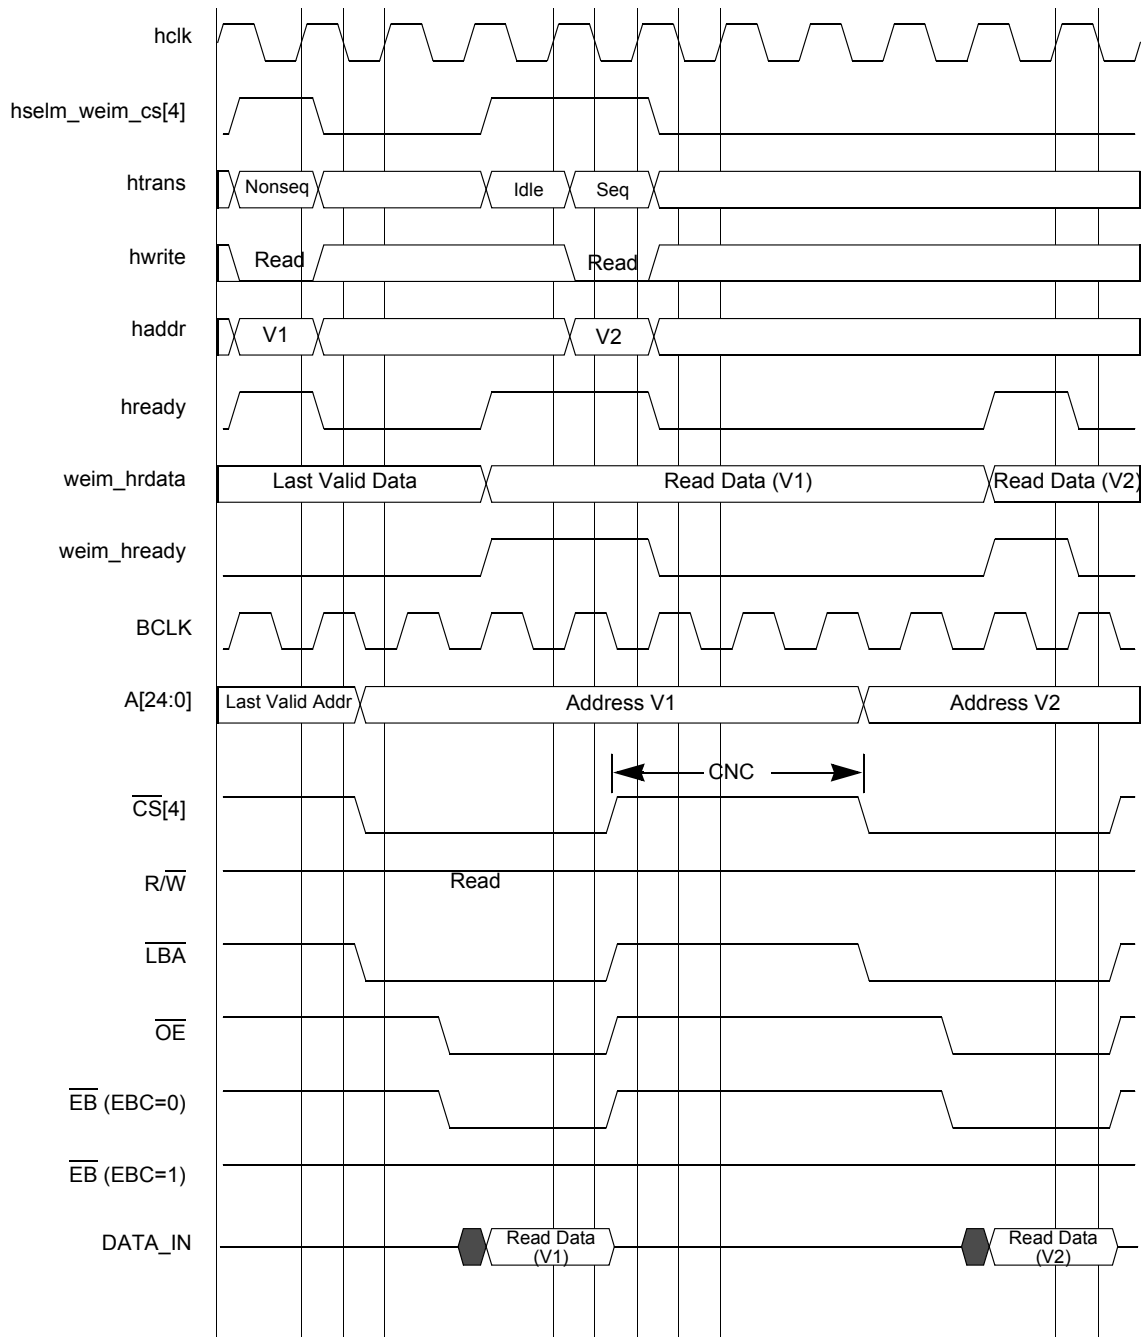 hclk
hselm_weim_cs[4]
htrans Nonseq Idle Seq
hwrite Read Read
haddr V1 V2
hready
weim_hrdata Last Valid Data Read Data (V1) Read Data (V2)
weim_hready
BCLK
A[24:0] Last Valid Addr Address V1 Address V2
CNC
CS[4]
R/W Read
LBA
OE
EB (EBC=0)
EB (EBC=1)
DATA_IN Read Data Read Data
(V1) (V2)